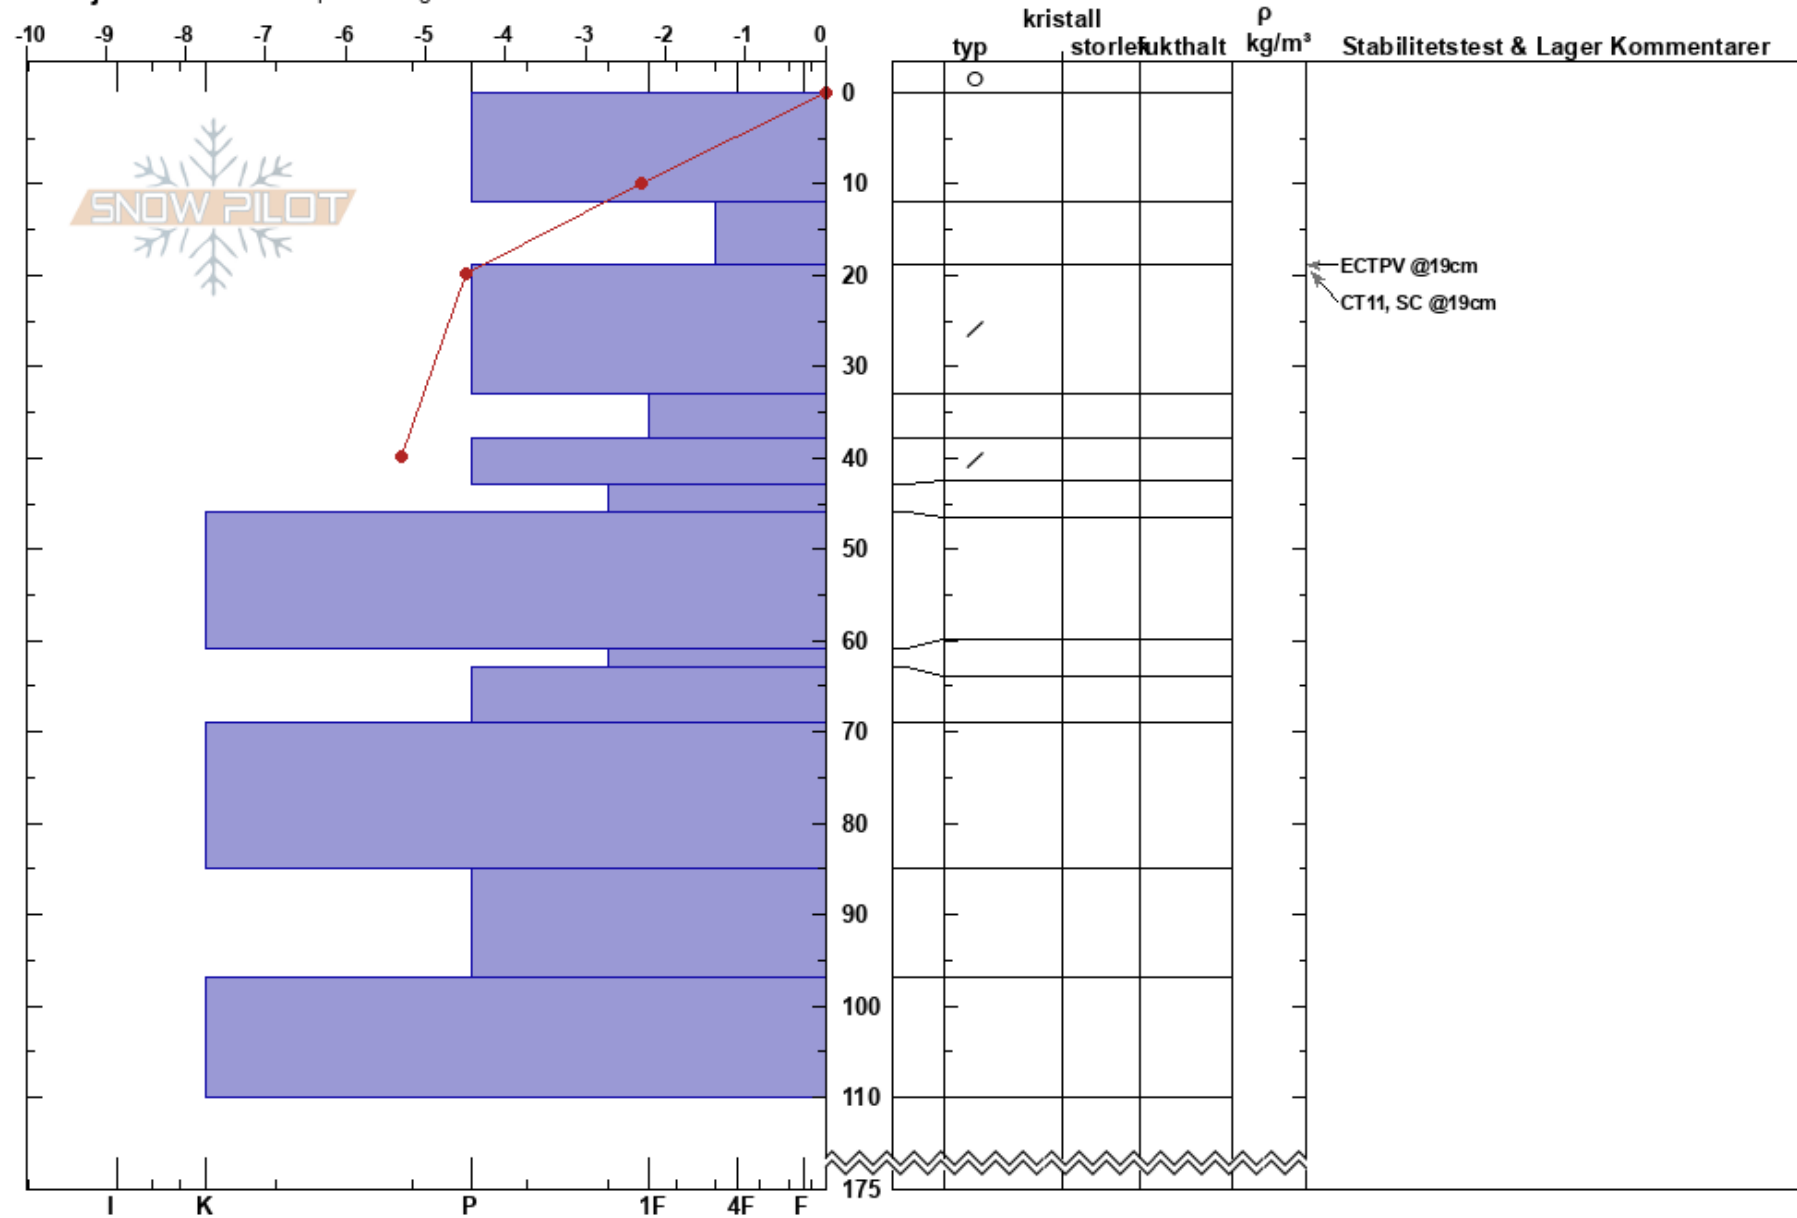 kristall ρ
-10 -9 -8 -7 -6 -5 -4 -3 -2 -1 0
typ storlek fukthalt kg/m³ Stabilitetstest & Lager Kommentarer
0
SNOW PILOT
10
20
ECTPV @19cm
CT11, SC @19cm
30
40
50
60
70
80
90
100
110
175
I K P 1F 4F F